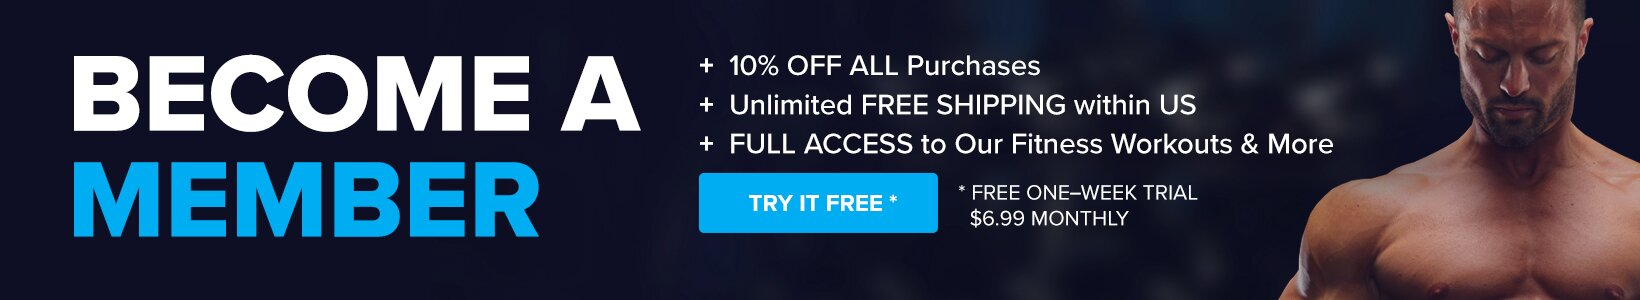 BECOME A
MEMBER
+ 10% OFF ALL Purchases
+ Unlimited FREE SHIPPING within US
+ FULL ACCESS to Our Fitness Workouts & More
TRY IT FREE *
* FREE ONE–WEEK TRIAL
$6.99 MONTHLY